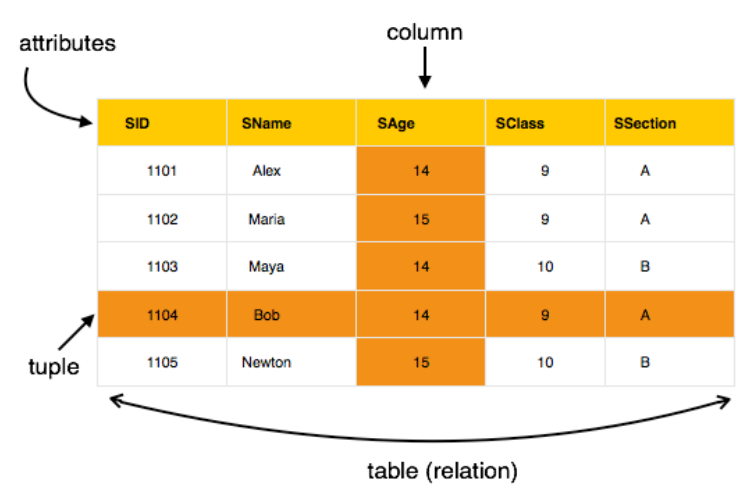 column
attributes
SID SName SAge SClass SSection
1101 Alex 14 9 A
1102 Maria 15 9 A
1103 Maya 14 10 B
1104 Bob 14 9 A
tuple
1105 Newton 15 10 B
table (relation)